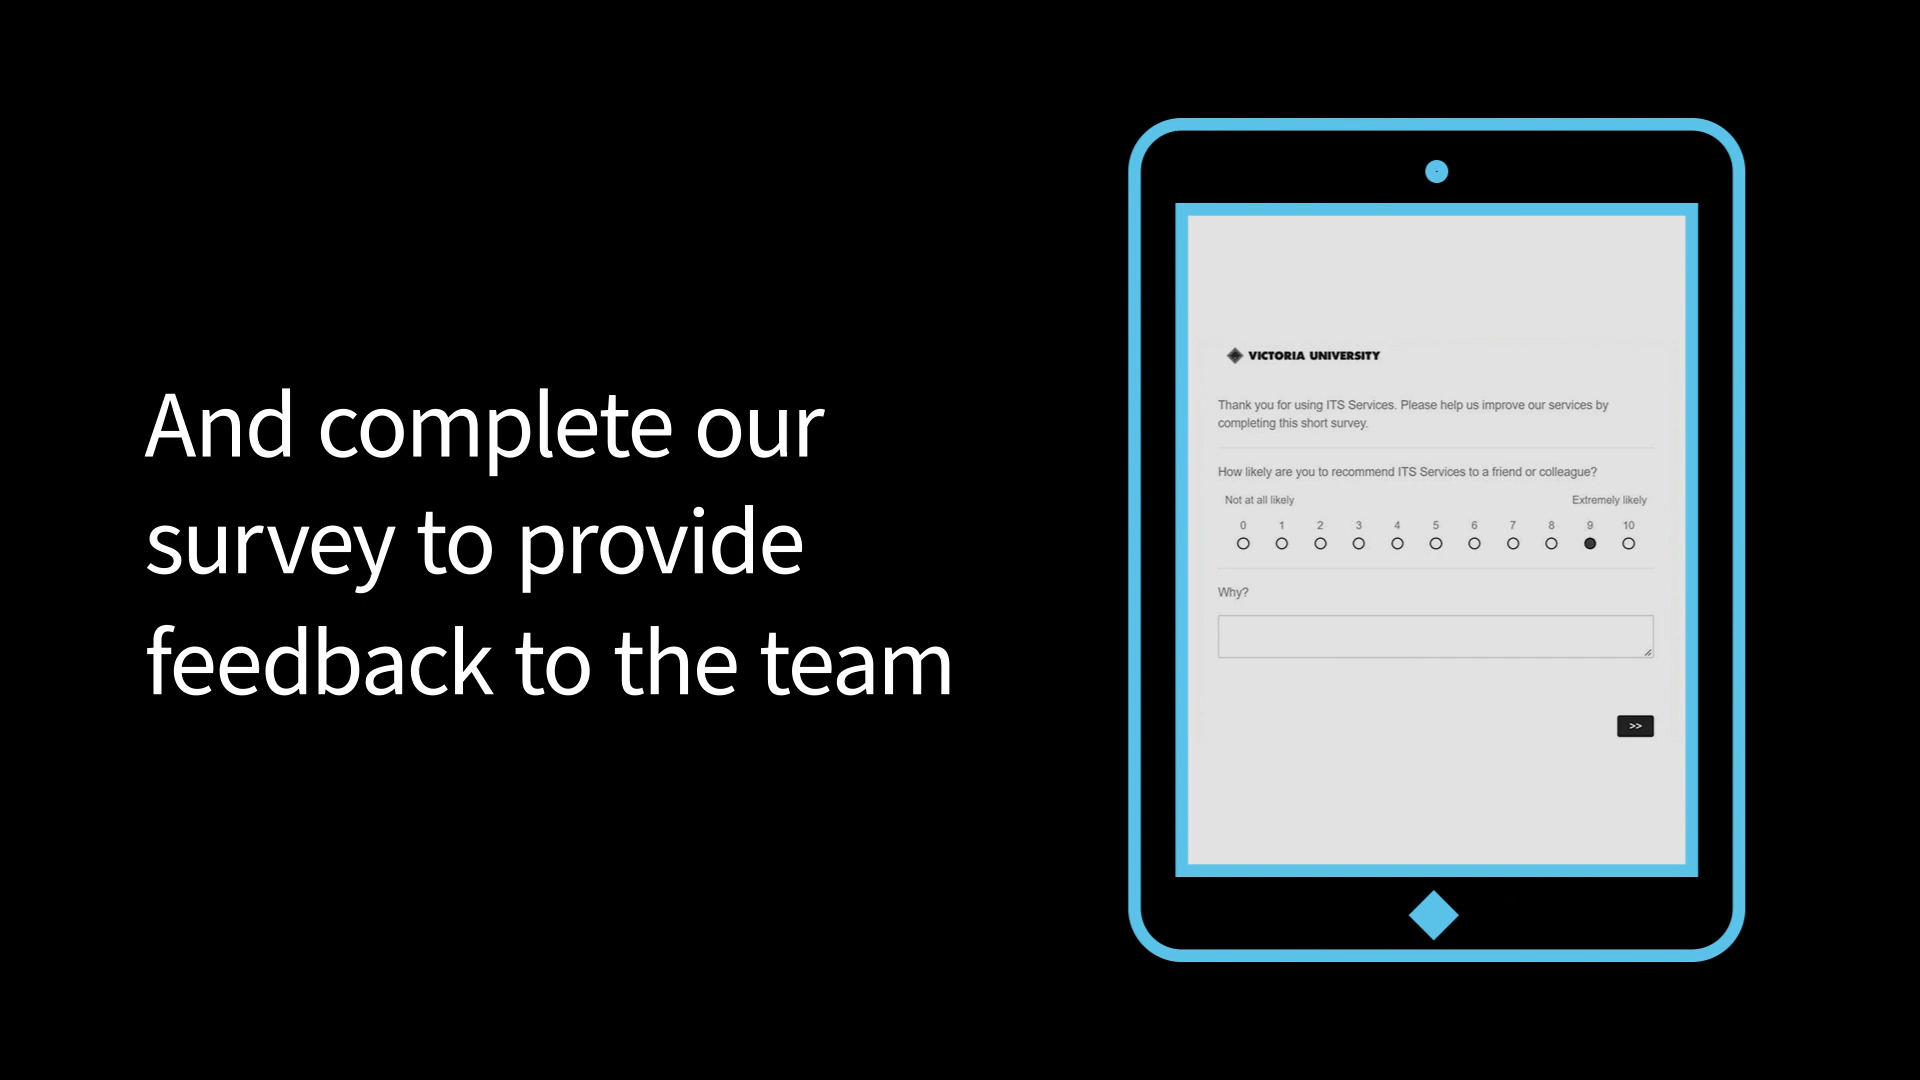 And complete our
survey to provide
feedback to the team
VICTORIA UNIVERSITY
Thank you for using ITS Services. Please help us improve our services by
completing this short survey.
How likely are you to recommend ITS Services to a friend or colleague?
Not at all likely Extremely likely
0 1 2 3 4 5 6 7 8 9 10
Why?
>>